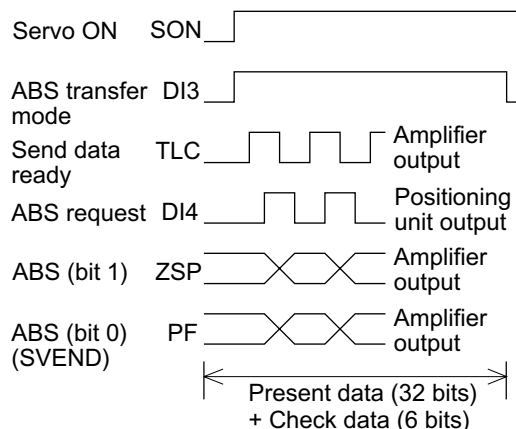 Servo ON SON
ABS transfer DI3
mode
Send data TLC
ready
Amplifier
output
ABS request DI4
Positioning
unit output
ABS (bit 1) ZSP
Amplifier
output
ABS (bit 0) PF
(SVEND)
Amplifier
output
Present data (32 bits)
+ Check data (6 bits)